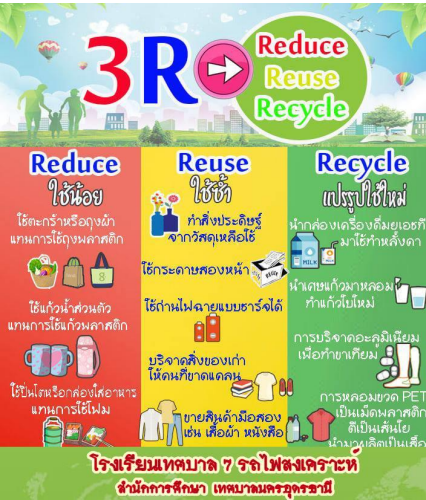 3R
Reduce
Reuse
Recycle
Reduce
ใช้น้อย
ใช้ตะกร้าหรือถุงผ้า
แทนการใช้ถุงพลาสติก
8
ใช้แก้วน้ำส่วนตัว
แทนการใช้แก้วพลาสติก
ใช้ปิ่นโตหรือกล่องใส่อาหาร
แทนการใช้โฟม
Reuse
ใช้ซ้ำ
ทำสิ่งประดิษฐ์
จากวัสดุเหลือใช้
ใช้กระดาษสองหน้า
ใช้ถ่านไฟฉายแบบชาร์จได้
บริจาคสิ่งของเก่า
ให้คนที่ขาดแคลน
ขายสินค้ามือสอง
เช่น เสื้อผ้า หนังสือ
Recycle
แปรรูปใช้ใหม่
นำกล่องเครื่องดื่มยูเอชที
มาใช้ทำหลังคา
MILK
นำเศษแก้วมาหลอม
ทำแก้วใบใหม่
การบริจาคอะลูมิเนียม
เพื่อทำขาเทียม
การหลอมขวด PET
เป็นเม็ดพลาสติก
ตีเป็นเส้นใย
นำมาผลิตเป็นเสื้อ
โรงเรียนเทศบาล 7 รถไฟสงเคราะห์
สำนักการศึกษา เทศบาลนครอุดรธานี